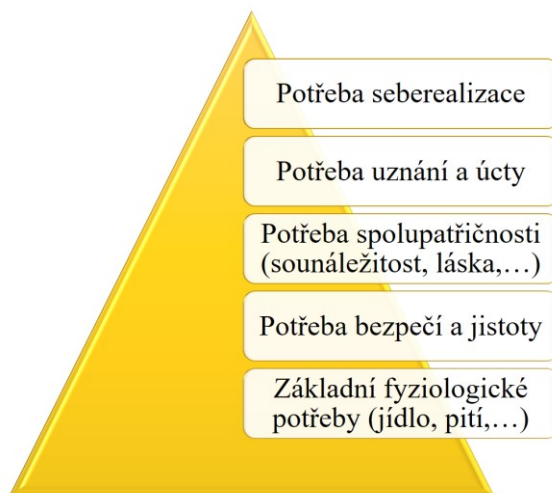 Potřeba seberealizace
Potřeba uznání a úcty
Potřeba spolupatřičnosti
(sounáležitost, láska,…)
Potřeba bezpečí a jistoty
Základní fyziologické
potřeby (jídlo, pití,…)